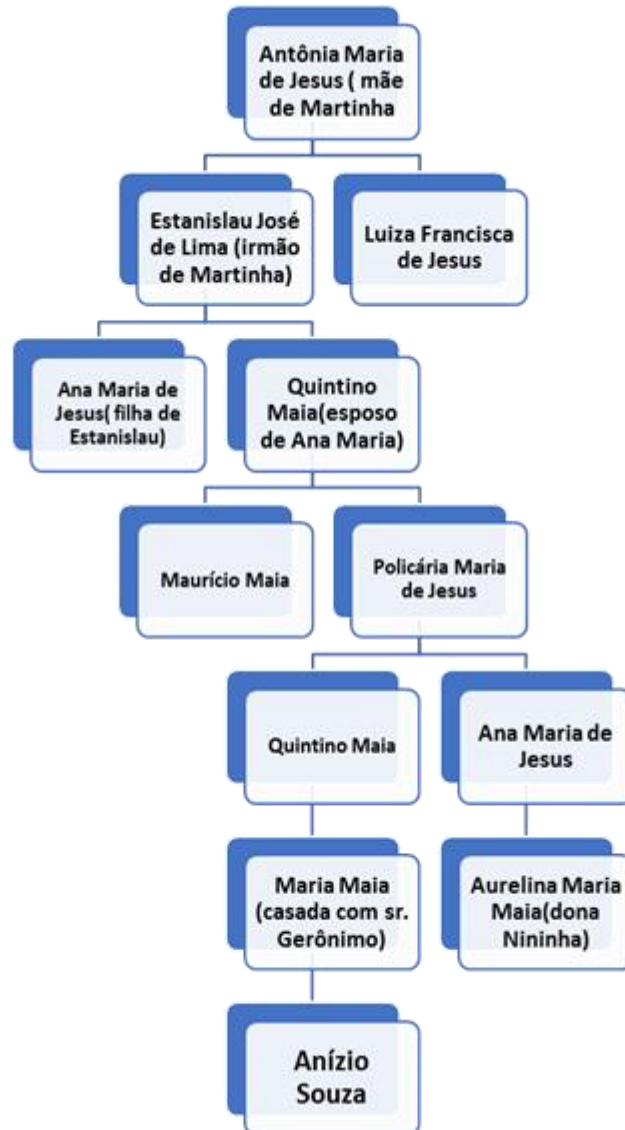 Antônia Maria
de Jesus ( mãe
de Martinha
Estanislau José
de Lima (irmão
de Martinha)
Luiza Francisca
de Jesus
Ana Maria de
Jesus( filha de
Estanislau)
Quintino
Maia(esposo
de Ana Maria)
Maurício Maia
Policária Maria
de Jesus
Quintino Maia
Ana Maria de
Jesus
Maria Maia
(casada com sr.
Gerônimo)
Aurelina Maria
Maia(dona
Nininha)
Anízio
Souza